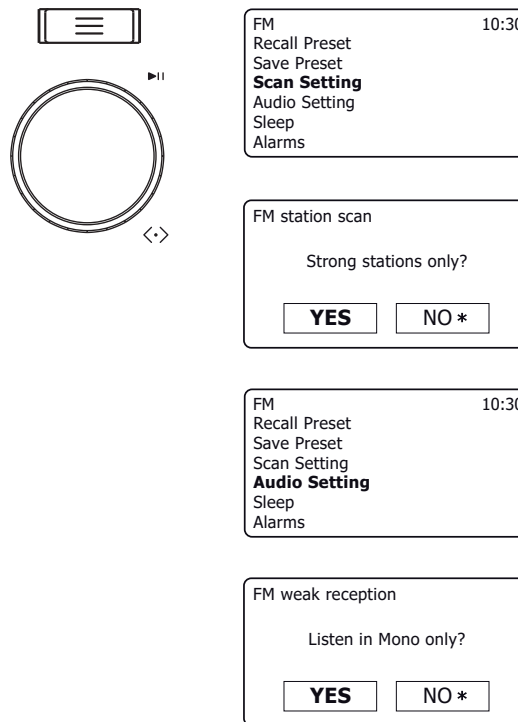 FM 10:30
Recall Preset
Save Preset
Scan Setting
Audio Setting
Sleep
Alarms
FM station scan
Strong stations only?
YES NO *
FM 10:30
Recall Preset
Save Preset
Scan Setting
Audio Setting
Sleep
Alarms
FM weak reception
Listen in Mono only?
YES NO *